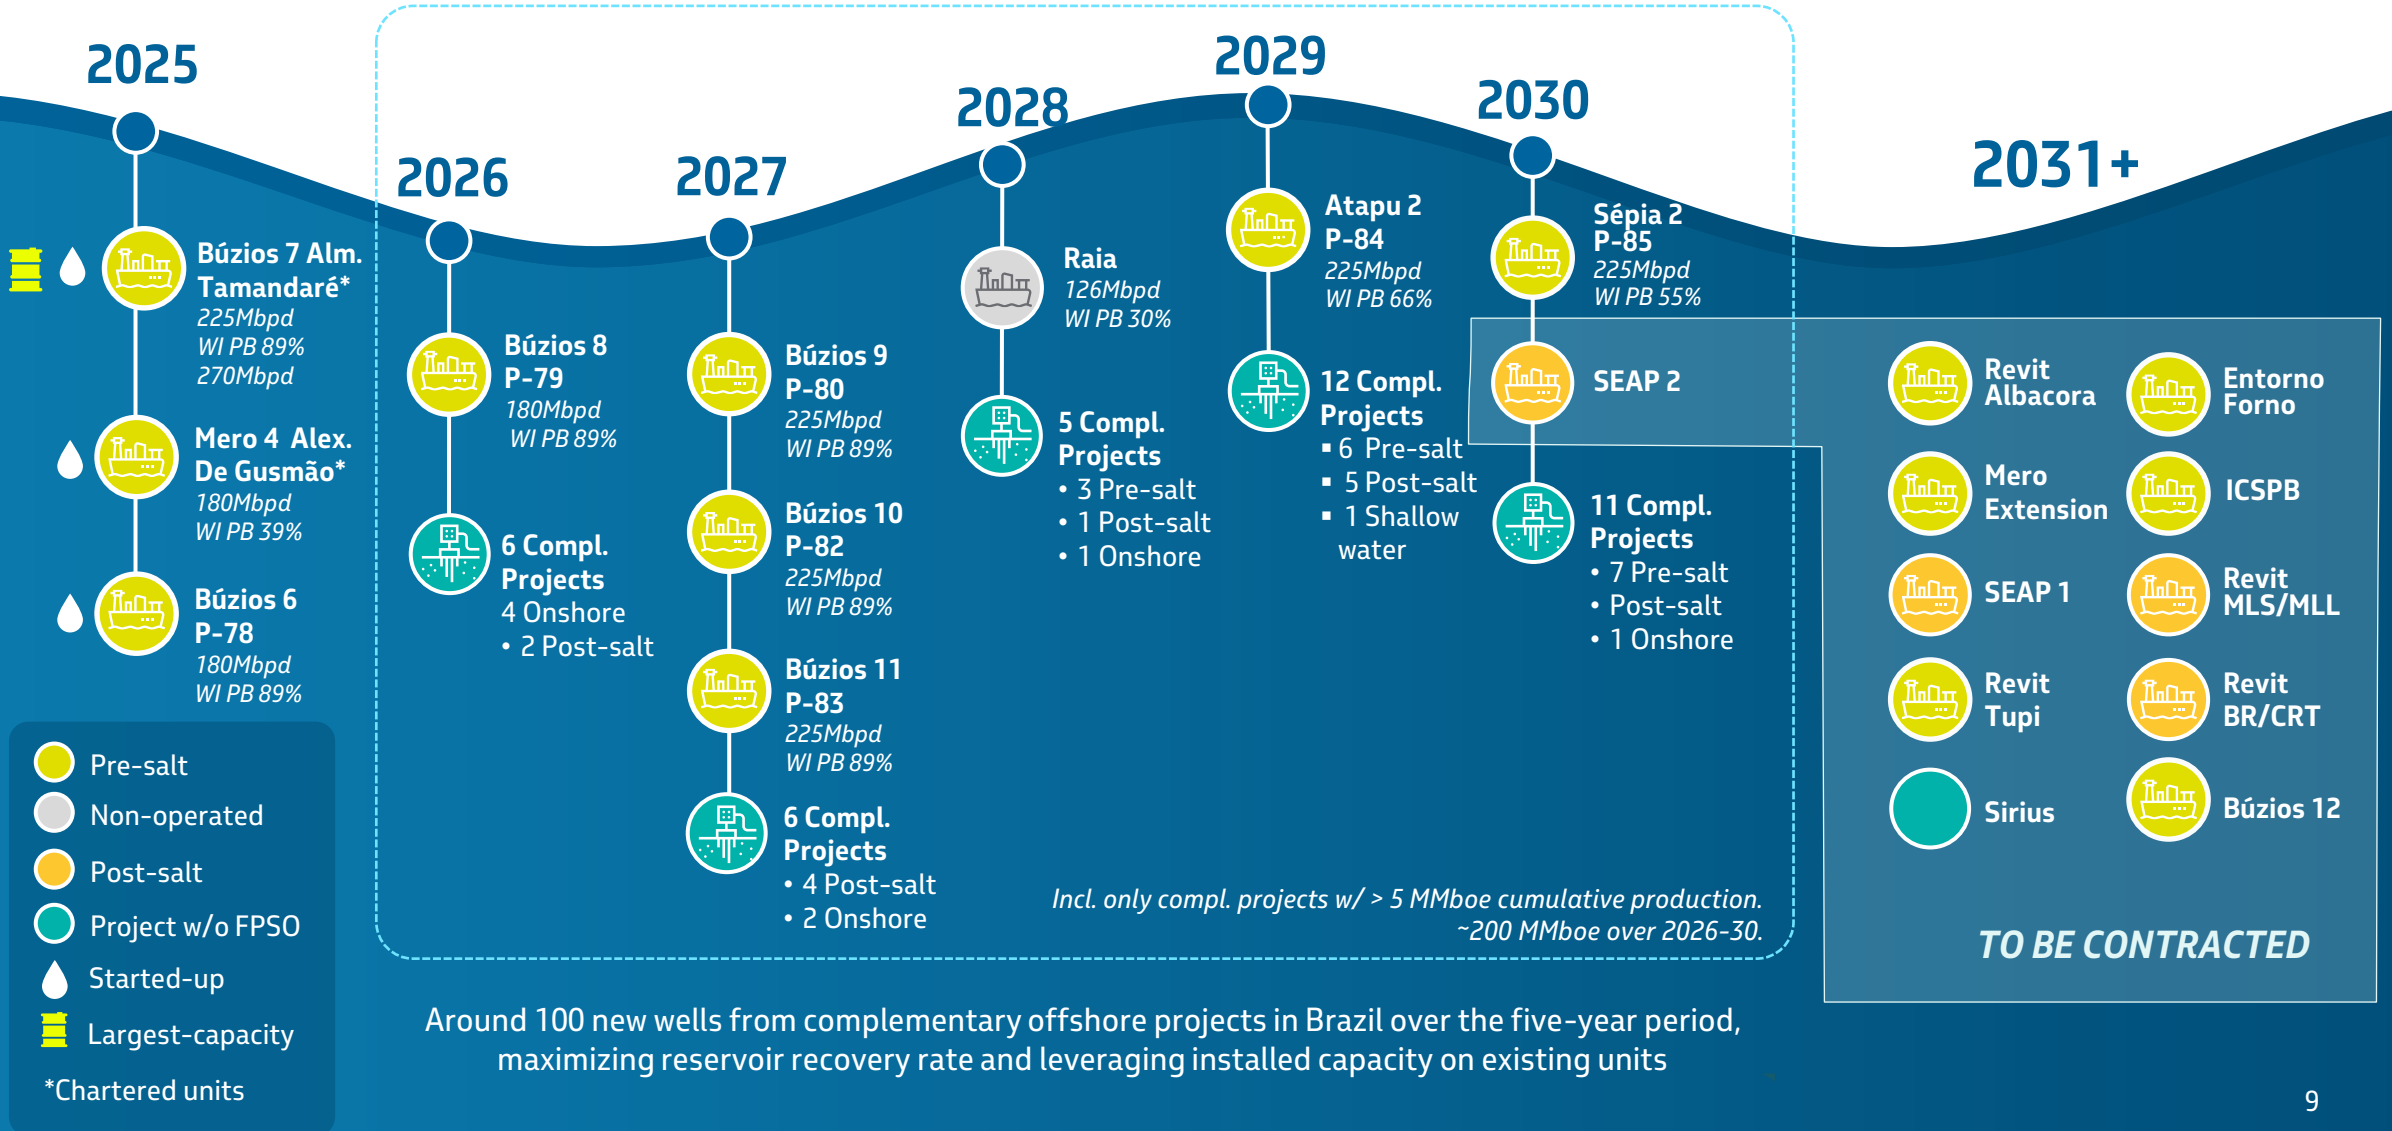 2025
Búzios 7 Alm.
Tamandaré*
225Mbpd
WI PB 89%
270Mbpd
Mero 4 Alex.
De Gusmão*
180Mbpd
WI PB 39%
Búzios 6
P-78
180Mbpd
WI PB 89%
2026
Búzios 8
P-79
180Mbpd
WI PB 89%
6 Compl.
Projects
4 Onshore
• 2 Post-salt
2027
Búzios 9
P-80
225Mbpd
WI PB 89%
Búzios 10
P-82
225Mbpd
WI PB 89%
Búzios 11
P-83
225Mbpd
WI PB 89%
6 Compl.
Projects
• 4 Post-salt
• 2 Onshore
2028
Raia
126Mbpd
WI PB 30%
5 Compl.
Projects
• 3 Pre-salt
• 1 Post-salt
• 1 Onshore
2029
Atapu 2
P-84
225Mbpd
WI PB 66%
12 Compl.
Projects
▪ 6 Pre-salt
▪ 5 Post-salt
▪ 1 Shallow
water
2030
Sépia 2
P-85
225Mbpd
WI PB 55%
SEAP 2
11 Compl.
Projects
• 7 Pre-salt
• Post-salt
• 1 Onshore
2031+
Revit
Albacora
Mero
Extension
SEAP 1
Revit
Tupi
Sirius
Entorno
Forno
ICSPB
Revit
MLS/MLL
Revit
BR/CRT
Búzios 12
TO BE CONTRACTED
Incl. only compl. projects w/ > 5 MMboe cumulative production.
~200 MMboe over 2026-30.
Pre-salt
Non-operated
Post-salt
Project w/o FPSO
Started-up
Largest-capacity
*Chartered units
Around 100 new wells from complementary offshore projects in Brazil over the five-year period,
maximizing reservoir recovery rate and leveraging installed capacity on existing units
9